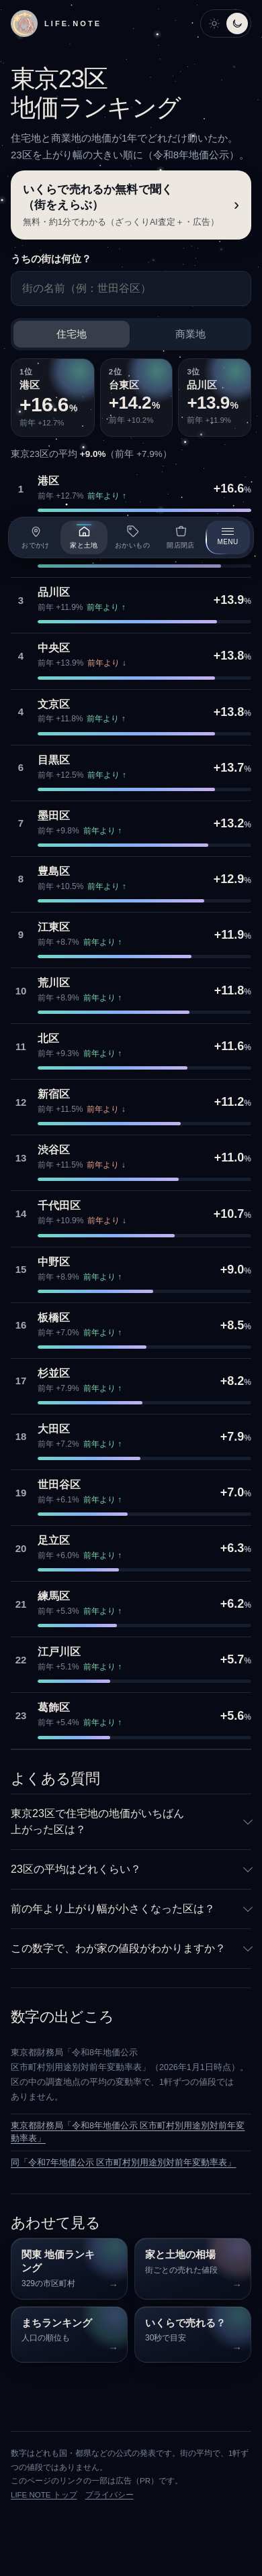 LIFE.NOTE
東京23区
地価ランキング
住宅地と商業地の地価が1年でどれだけ動いたか。
23区を上がり幅の大きい順に（令和8年地価公示）。
いくらで売れるか無料で聞く
（街をえらぶ）
無料・約1分でわかる（ざっくりAI査定＋・広告）
うちの街は何位？
街の名前（例：世田谷区）
住宅地
商業地
1位
港区
+16.6%
前年 +12.7%
2位
台東区
+14.2%
前年 +10.2%
3位
品川区
+13.9%
前年 +11.9%
東京23区の平均 +9.0%（前年 +7.9%）
1
港区
+16.6%
前年 +12.7% 前年より ↑
おでかけ
家と土地
おかいもの
開店閉店
MENU
3
品川区
+13.9%
前年 +11.9% 前年より ↑
4
中央区
+13.8%
前年 +13.9% 前年より ↓
4
文京区
+13.8%
前年 +11.8% 前年より ↑
6
目黒区
+13.7%
前年 +12.5% 前年より ↑
7
墨田区
+13.2%
前年 +9.8% 前年より ↑
8
豊島区
+12.9%
前年 +10.5% 前年より ↑
9
江東区
+11.9%
前年 +8.7% 前年より ↑
10
荒川区
+11.8%
前年 +8.9% 前年より ↑
11
北区
+11.6%
前年 +9.3% 前年より ↑
12
新宿区
+11.2%
前年 +11.5% 前年より ↓
13
渋谷区
+11.0%
前年 +11.5% 前年より ↓
14
千代田区
+10.7%
前年 +10.9% 前年より ↓
15
中野区
+9.0%
前年 +8.9% 前年より ↑
16
板橋区
+8.5%
前年 +7.0% 前年より ↑
17
杉並区
+8.2%
前年 +7.9% 前年より ↑
18
大田区
+7.9%
前年 +7.2% 前年より ↑
19
世田谷区
+7.0%
前年 +6.1% 前年より ↑
20
足立区
+6.3%
前年 +6.0% 前年より ↑
21
練馬区
+6.2%
前年 +5.3% 前年より ↑
22
江戸川区
+5.7%
前年 +5.1% 前年より ↑
23
葛飾区
+5.6%
前年 +5.4% 前年より ↑
よくある質問
東京23区で住宅地の地価がいちばん
上がった区は？
23区の平均はどれくらい？
前の年より上がり幅が小さくなった区は？
この数字で、わが家の値段がわかりますか？
数字の出どころ
東京都財務局「令和8年地価公示
区市町村別用途別対前年変動率表」（2026年1月1日時点）。
区の中の調査地点の平均の変動率で、1軒ずつの値段では
ありません。
東京都財務局「令和8年地価公示 区市町村別用途別対前年変
動率表」
同「令和7年地価公示 区市町村別用途別対前年変動率表」
あわせて見る
関東 地価ランキ
ング
329の市区町村
→
家と土地の相場
街ごとの売れた値段
→
まちランキング
人口の順位も
→
いくらで売れる？
30秒で目安
→
数字はどれも国・都県などの公式の発表です。街の平均で、1軒ず
つの値段ではありません。
このページのリンクの一部は広告（PR）です。
LIFE NOTE トップ プライバシー